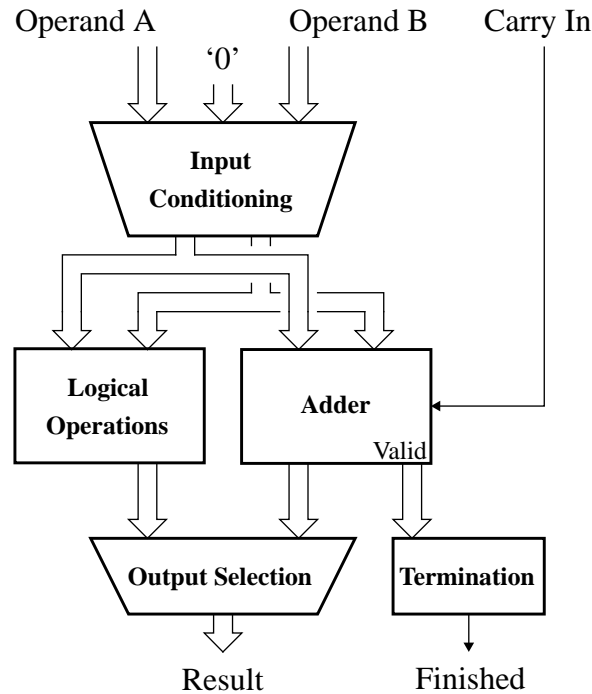 Operand A
‘0’
Operand B
Carry In
Input
Conditioning
Logical
Operations
Adder
Valid
Output Selection
Termination
Result
Finished